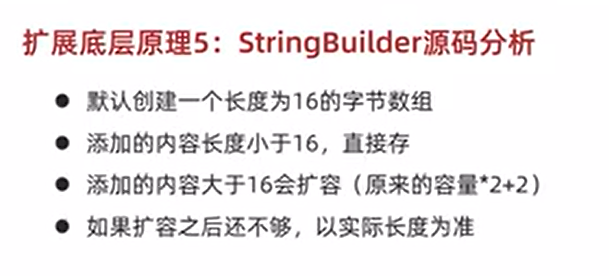 扩展底层原理5：StringBuilder源码分析
● 默认创建一个长度为16的字节数组
● 添加的内容长度小于16，直接存
● 添加的内容大于16会扩容（原来的容量*2+2）
● 如果扩容之后还不够，以实际长度为准